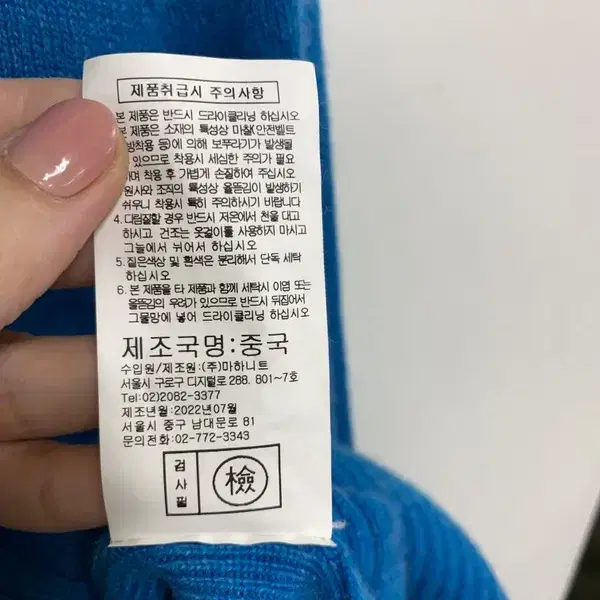 제품취급시 주의사항
본 제품은 반드시 드라이클리닝 하십시오
본 제품은 소재의 특성상 마찰(안전벨트
방착용 등)에 의해 보푸라기가 발생될
있으므로 착용시 세심한 주의가 필요
하며 착용 후 가볍게 손질하여 주십시오
원사와 조직의 특성상 올뜯김이 발생하기
쉬우니 착용시 특히 주의하시기 바랍니다
4. 다림질할 경우 반드시 저온에서 천을 대고
하시고 건조는 옷걸이를 사용하지 마시고
그늘에서 뉘어서 하십시오
5. 짙은색상 및 흰색은 분리해서 단독 세탁
하십시오
6. 본 제품을 타 제품과 함께 세탁시 이염 또는
올뜯김의 우려가 있으므로 반드시 뒤집어서
그물망에 넣어 드라이클리닝 하십시오
제조국명:중국
수입원/제조원:(주)마하니트
서울시 구로구 디지털로 288. 801~7호
Tel:02)2082-3377
제조년월:2022년07월
서울시 중구 남대문로 81
문의전화:02-772-3343
검사필
檢